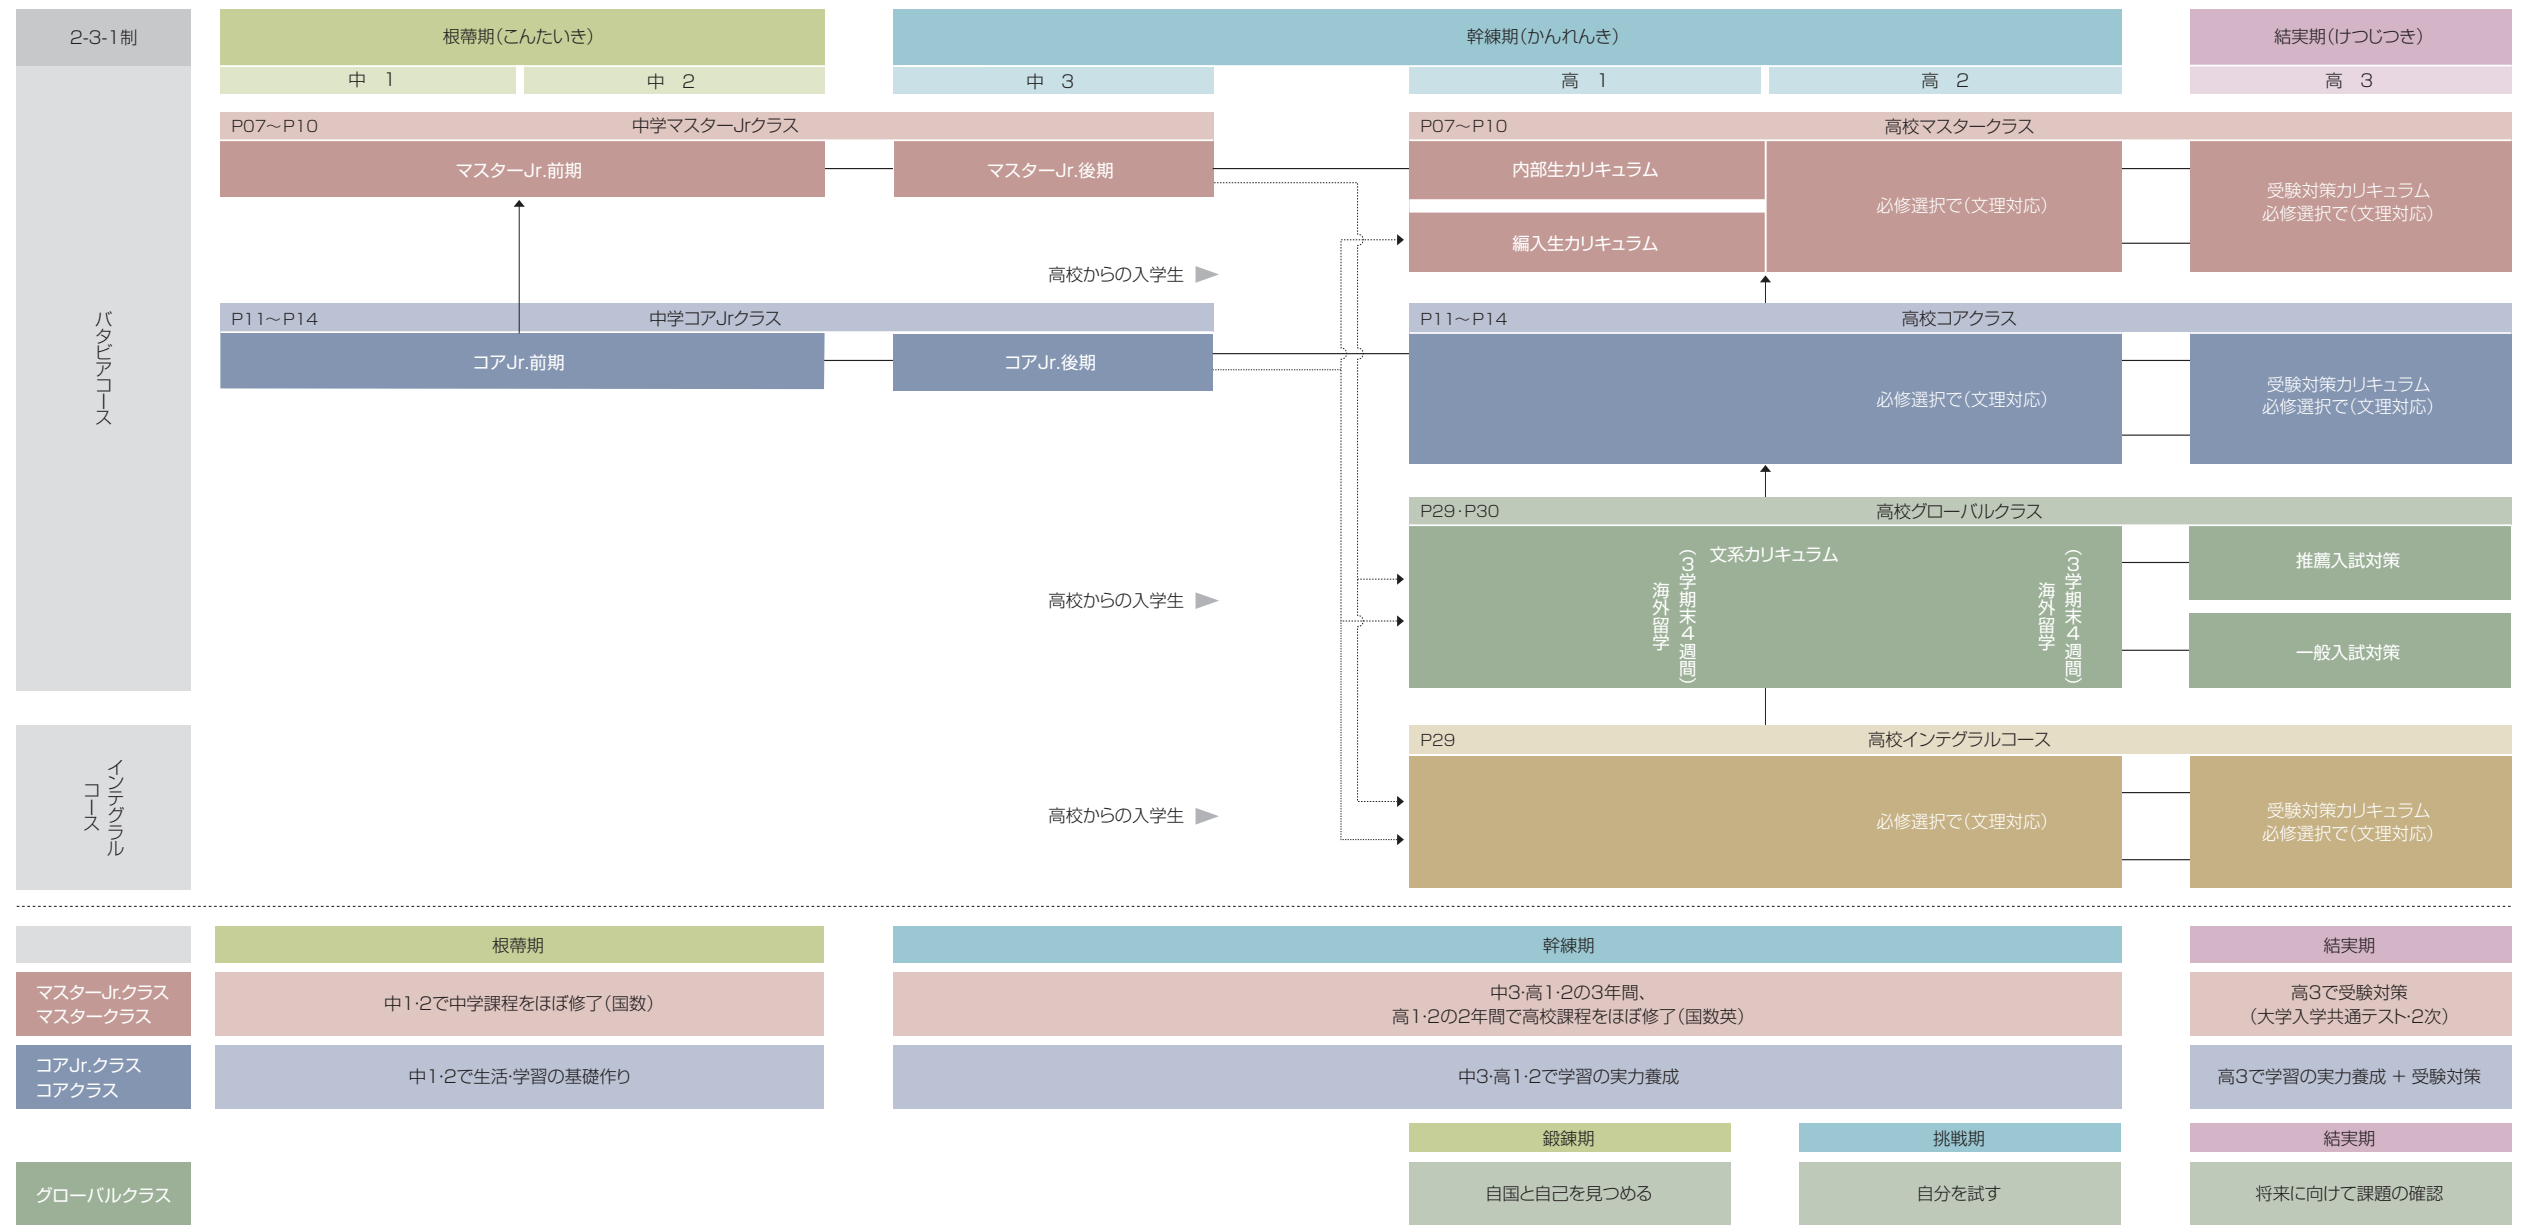 2-3-1制
根蔕期（こんたいき）
幹練期（かんれんき）
結実期（けつじつき）
中 1
中 2
中 3
高 1
高 2
高 3
バタビアコース
P07～P10
中学マスターJrクラス
マスターJr.前期
マスターJr.後期
P07～P10
高校マスタークラス
内部生カリキュラム
編入生カリキュラム
必修選択で（文理対応）
受験対策カリキュラム
必修選択で（文理対応）
高校からの入学生
P11～P14
中学コアJrクラス
コアJr.前期
コアJr.後期
P11～P14
高校コアクラス
必修選択で（文理対応）
受験対策カリキュラム
必修選択で（文理対応）
高校からの入学生
P29・P30
高校グローバルクラス
文系カリキュラム
（3学期末4週間）
海外留学
（3学期末4週間）
海外留学
推薦入試対策
一般入試対策
インテグラル
コース
高校からの入学生
P29
高校インテグラルコース
必修選択で（文理対応）
受験対策カリキュラム
必修選択で（文理対応）
根蔕期
幹練期
結実期
マスターJr.クラス
マスタークラス
中1・2で中学課程をほぼ修了（国数）
中3・高1・2の3年間、
高1・2の2年間で高校課程をほぼ修了（国数英）
高3で受験対策
（大学入学共通テスト・2次）
コアJr.クラス
コアクラス
中1・2で生活・学習の基礎作り
中3・高1・2で学習の実力養成
高3で学習の実力養成 ＋ 受験対策
鍛錬期
挑戦期
結実期
グローバルクラス
自国と自己を見つめる
自分を試す
将来に向けて課題の確認